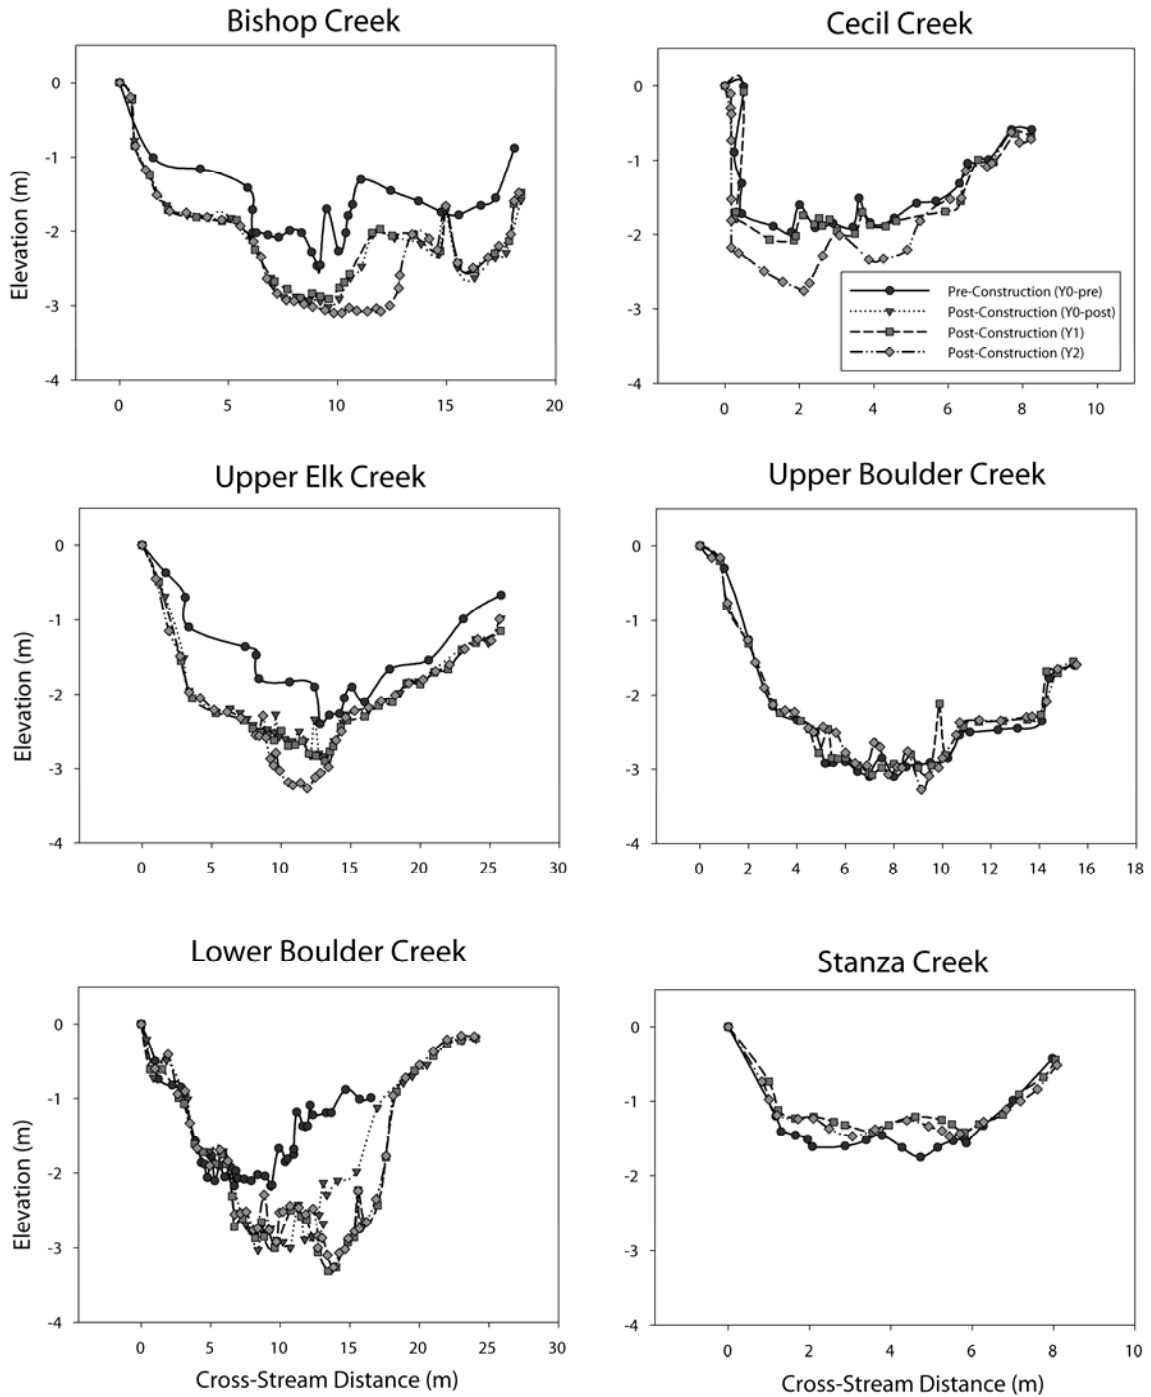 Bishop Creek
Elevation (m)
0
-1
-2
-3
-4
0 5 10 15 20
Cecil Creek
0
-1
-2
-3
-4
0 2 4 6 8 10
Pre-Construction (Y0-pre)
Post-Construction (Y0-post)
Post-Construction (Y1)
Post-Construction (Y2)
Upper Elk Creek
Elevation (m)
0
-1
-2
-3
-4
0 5 10 15 20 25 30
Upper Boulder Creek
0
-1
-2
-3
-4
0 2 4 6 8 10 12 14 16 18
Lower Boulder Creek
Elevation (m)
0
-1
-2
-3
-4
0 5 10 15 20 25 30
Cross-Stream Distance (m)
Stanza Creek
0
-1
-2
-3
-4
0 2 4 6 8 10
Cross-Stream Distance (m)